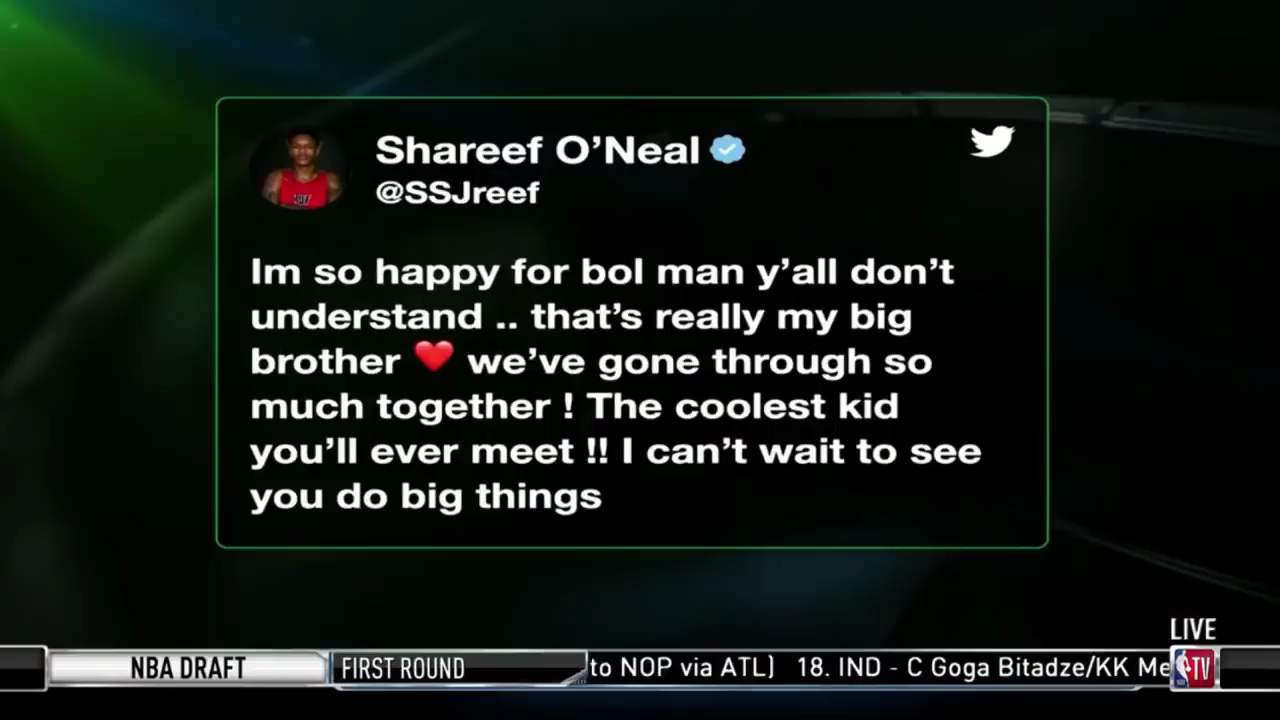 Shareef O'Neal
@SSJreef
Im so happy for bol man y'all don't
understand .. that's really my big
brother ❤️ we've gone through so
much together ! The coolest kid
you'll ever meet !! I can't wait to see
you do big things
LIVE
NBA DRAFT
FIRST ROUND
to NOP via ATL) 18. IND - C Goga Bitadze/KK Me
TV